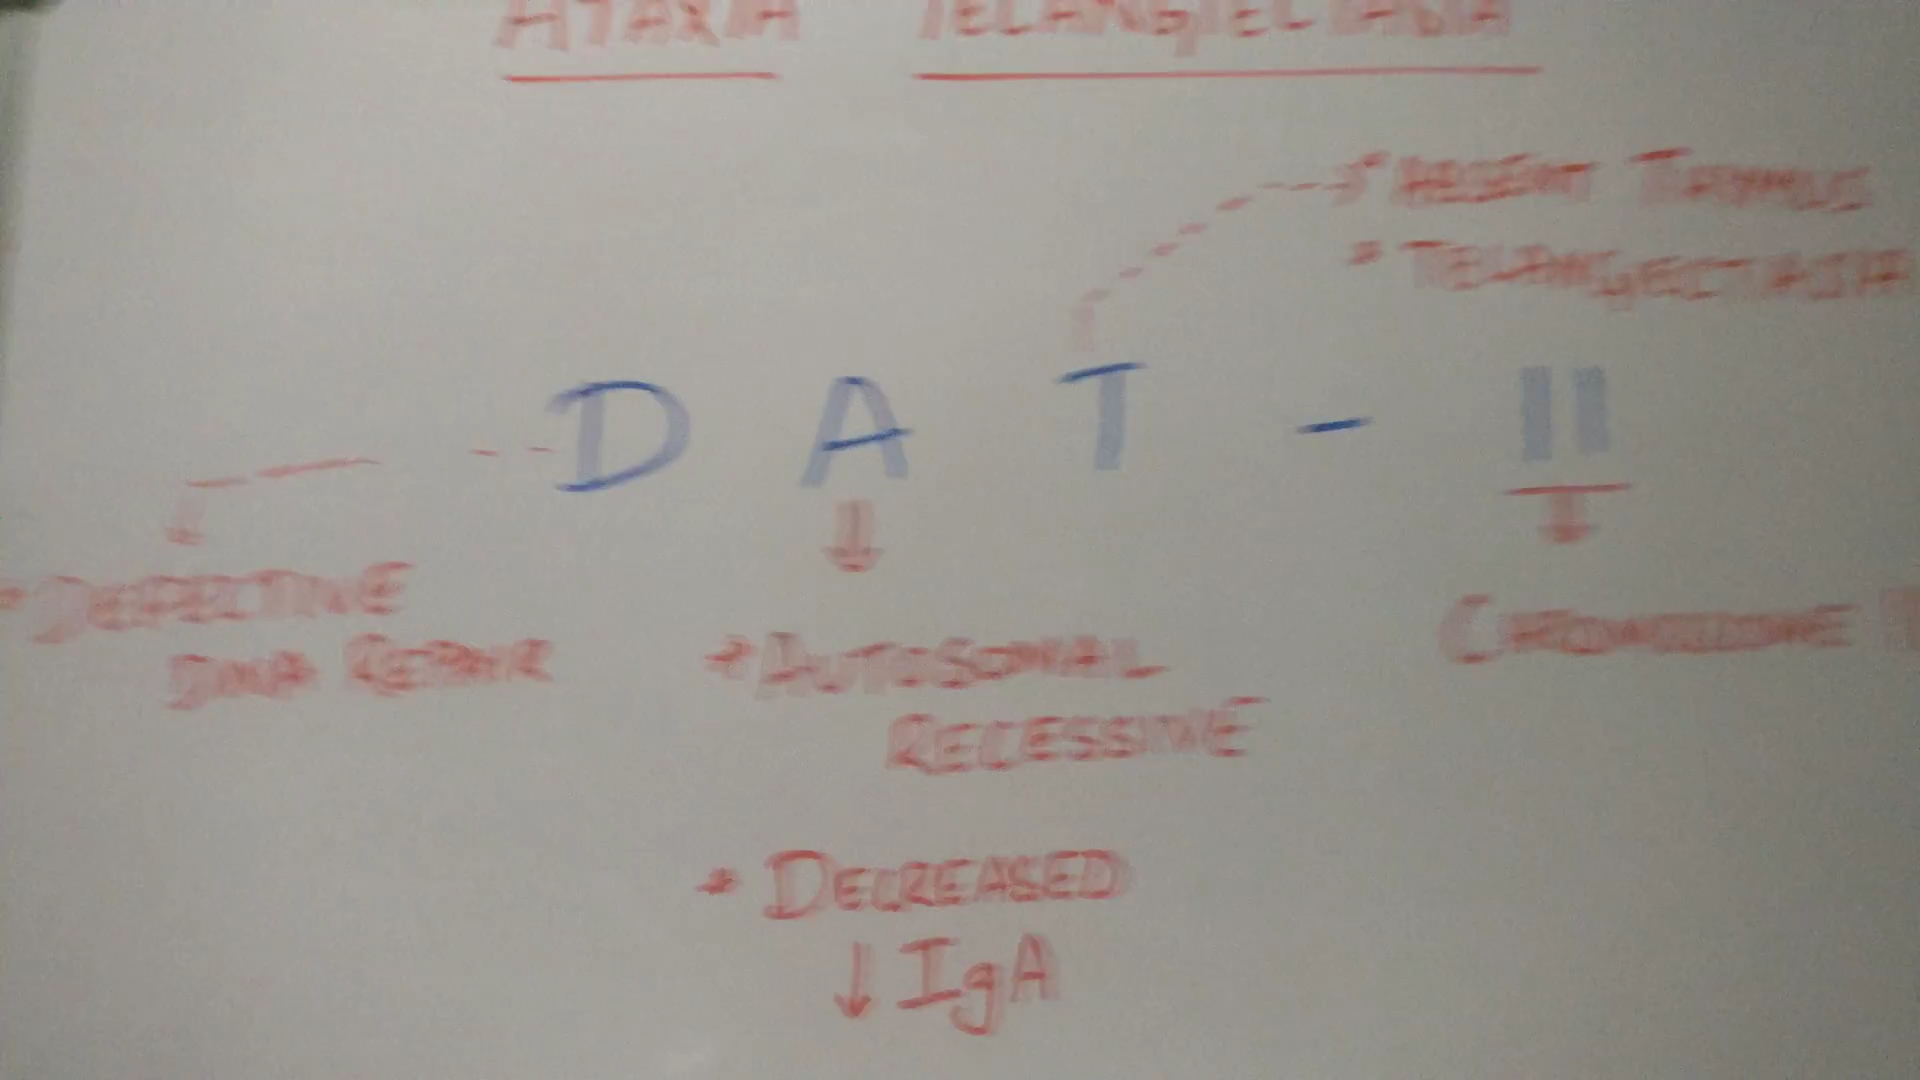 ATAXIA TELANGIECTASIA
* ABSENT THYMUS
* TELANGIECTASIA
D A T - 11
* DEFECTIVE
DNA REPAIR
* AUTOSOMAL
RECESSIVE
CHROMOSOME
* DECREASED
↓ IgA